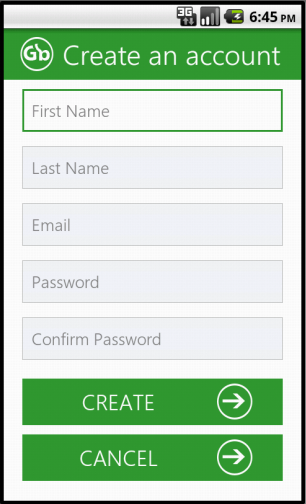 3G 6:45 PM
Gb Create an account
First Name
Last Name
Email
Password
Confirm Password
CREATE
CANCEL